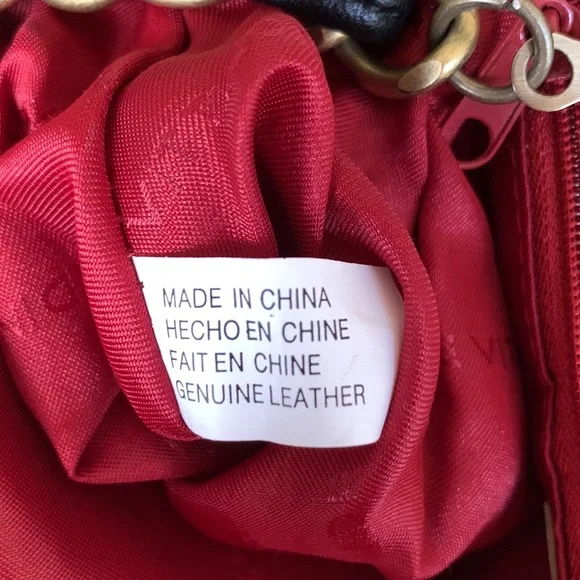 MADE IN CHINA
HECHO EN CHINE
FAIT EN CHINE
GENUINE LEATHER